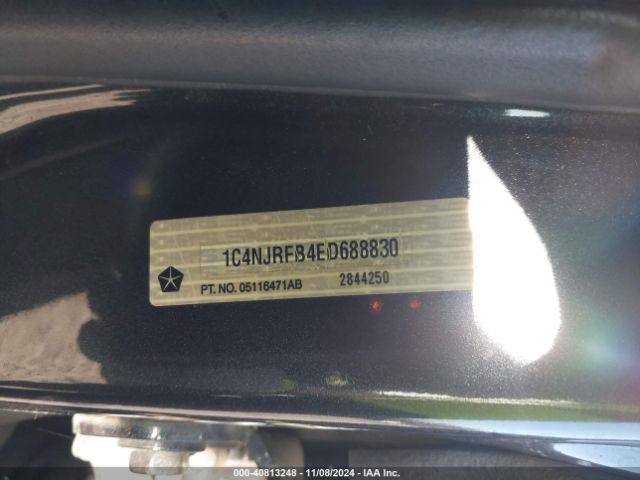 1C4NJRFB4ED688830
PT. NO. 05116471AB 2844250
000-40813248 - 11/08/2024 - IAA Inc.